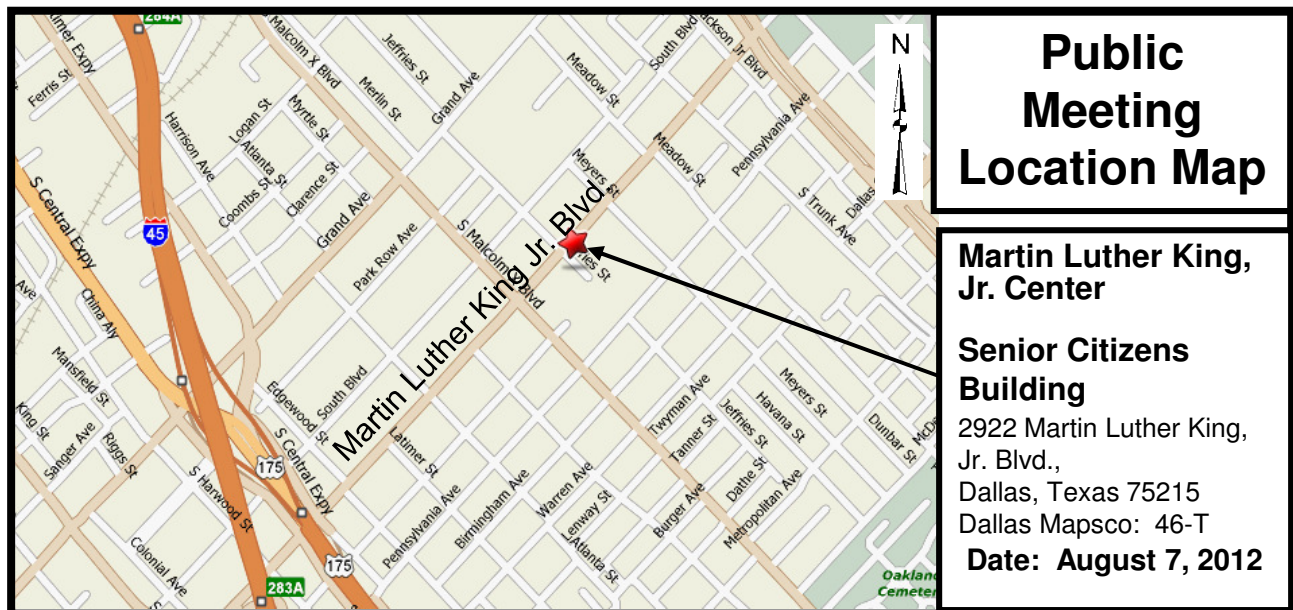 Public
Meeting
Location Map
Martin Luther King,
Jr. Center
Senior Citizens
Building
2922 Martin Luther King,
Jr. Blvd.,
Dallas, Texas 75215
Dallas Mapsco: 46-T
Date: August 7, 2012
N
284A
Ferris St
S Malcolm X Blvd
Jeffries St
Merlin St
Grand Ave
Meadow St
South Blvd
Jr Blvd
Pennsylvania Ave
Harrison Ave
Logan St
Myrtle St
Atlanta St
Coombs St
Clarence St
Grand Ave
Meyers St
Meadow St
S Trunk Ave
Dallas
S Central Expy
45
Park Row Ave
S Malcolm
Blvd
Martin Luther King Jr. Blvd
Ave
China Aly
Mansfield St
King St
Sanger Ave
Riggs St
S Harwood St
Edgewood St
South Blvd
S Central Expy
175
Latimer St
Pennsylvania Ave
Birmingham Ave
Warren Ave
Lenway St
Atlanta St
Twyman Ave
Tanner St
Jeffries St
Havana St
Meyers St
Dunbar St
Dathe St
Burger Ave
Metropolitan Ave
Colonial Ave
175
283A
Cemeter